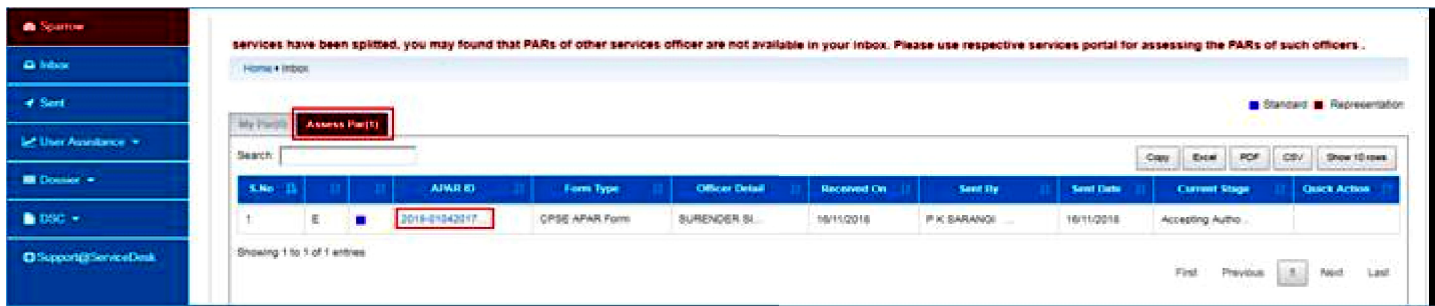 Sparrow
services have been splitted, you may found that PARs of other services officer are not available in your Inbox. Please use respective services portal for assessing the PARs of such officers .
Inbox
Home Inbox
Sent
Standard Representation
Assess Par(1)
User Assistance
Search:
Copy Excel PDF CSV Show 10 rows
Dossier
S.No APAR ID Form Type Officer Detail Received On Sent By Sent Date Current Stage Quick Action
DSC
1 E CPSE APAR Form SURENDER SI... 16/11/2018 P K SARANGI ... 16/11/2018 Accepting Autho...
Support@ServiceDesk
Showing 1 to 1 of 1 entries
First Previous 1 Next Last